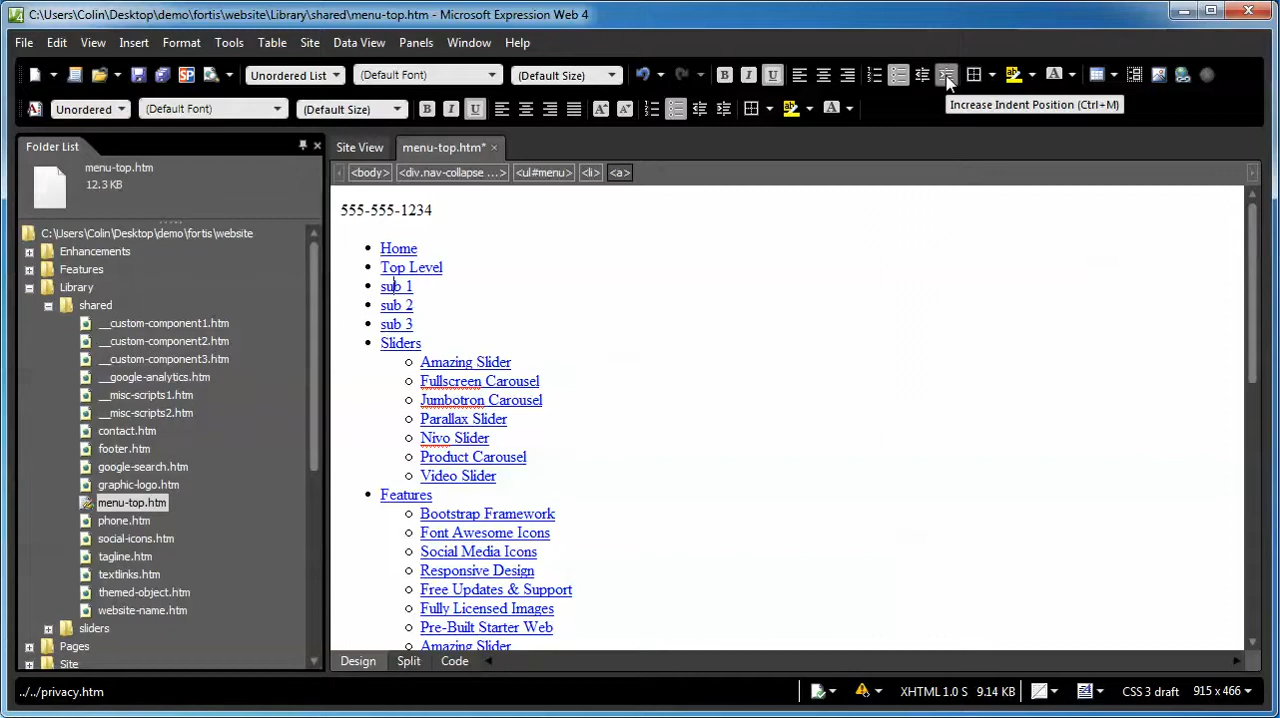 C:\Users\Colin\Desktop\demo\fortis\website\Library\shared\menu-top.htm - Microsoft Expression Web 4
File Edit View Insert Format Tools Table Site Data View Panels Window Help
Unordered List (Default Font) (Default Size) B I U
Unordered (Default Font) (Default Size) B I U
Increase Indent Position (Ctrl+M)
Folder List
menu-top.htm
12.3 KB
C:\Users\Colin\Desktop\demo\fortis\website
Enhancements
Features
Library
shared
__custom-component1.htm
__custom-component2.htm
__custom-component3.htm
__google-analytics.htm
__misc-scripts1.htm
__misc-scripts2.htm
contact.htm
footer.htm
google-search.htm
graphic-logo.htm
menu-top.htm
phone.htm
social-icons.htm
tagline.htm
textlinks.htm
themed-object.htm
website-name.htm
sliders
Pages
Site
Site View menu-top.htm*
<body> <div.nav-collapse ...> <ul#menu> <li> <a>
555-555-1234
Home
Top Level
sub 1
sub 2
sub 3
Sliders
Amazing Slider
Fullscreen Carousel
Jumbotron Carousel
Parallax Slider
Nivo Slider
Product Carousel
Video Slider
Features
Bootstrap Framework
Font Awesome Icons
Social Media Icons
Responsive Design
Free Updates & Support
Fully Licensed Images
Pre-Built Starter Web
Amazing Slider
Design Split Code
../../privacy.htm XHTML 1.0 S 9.14 KB CSS 3 draft 915 x 466